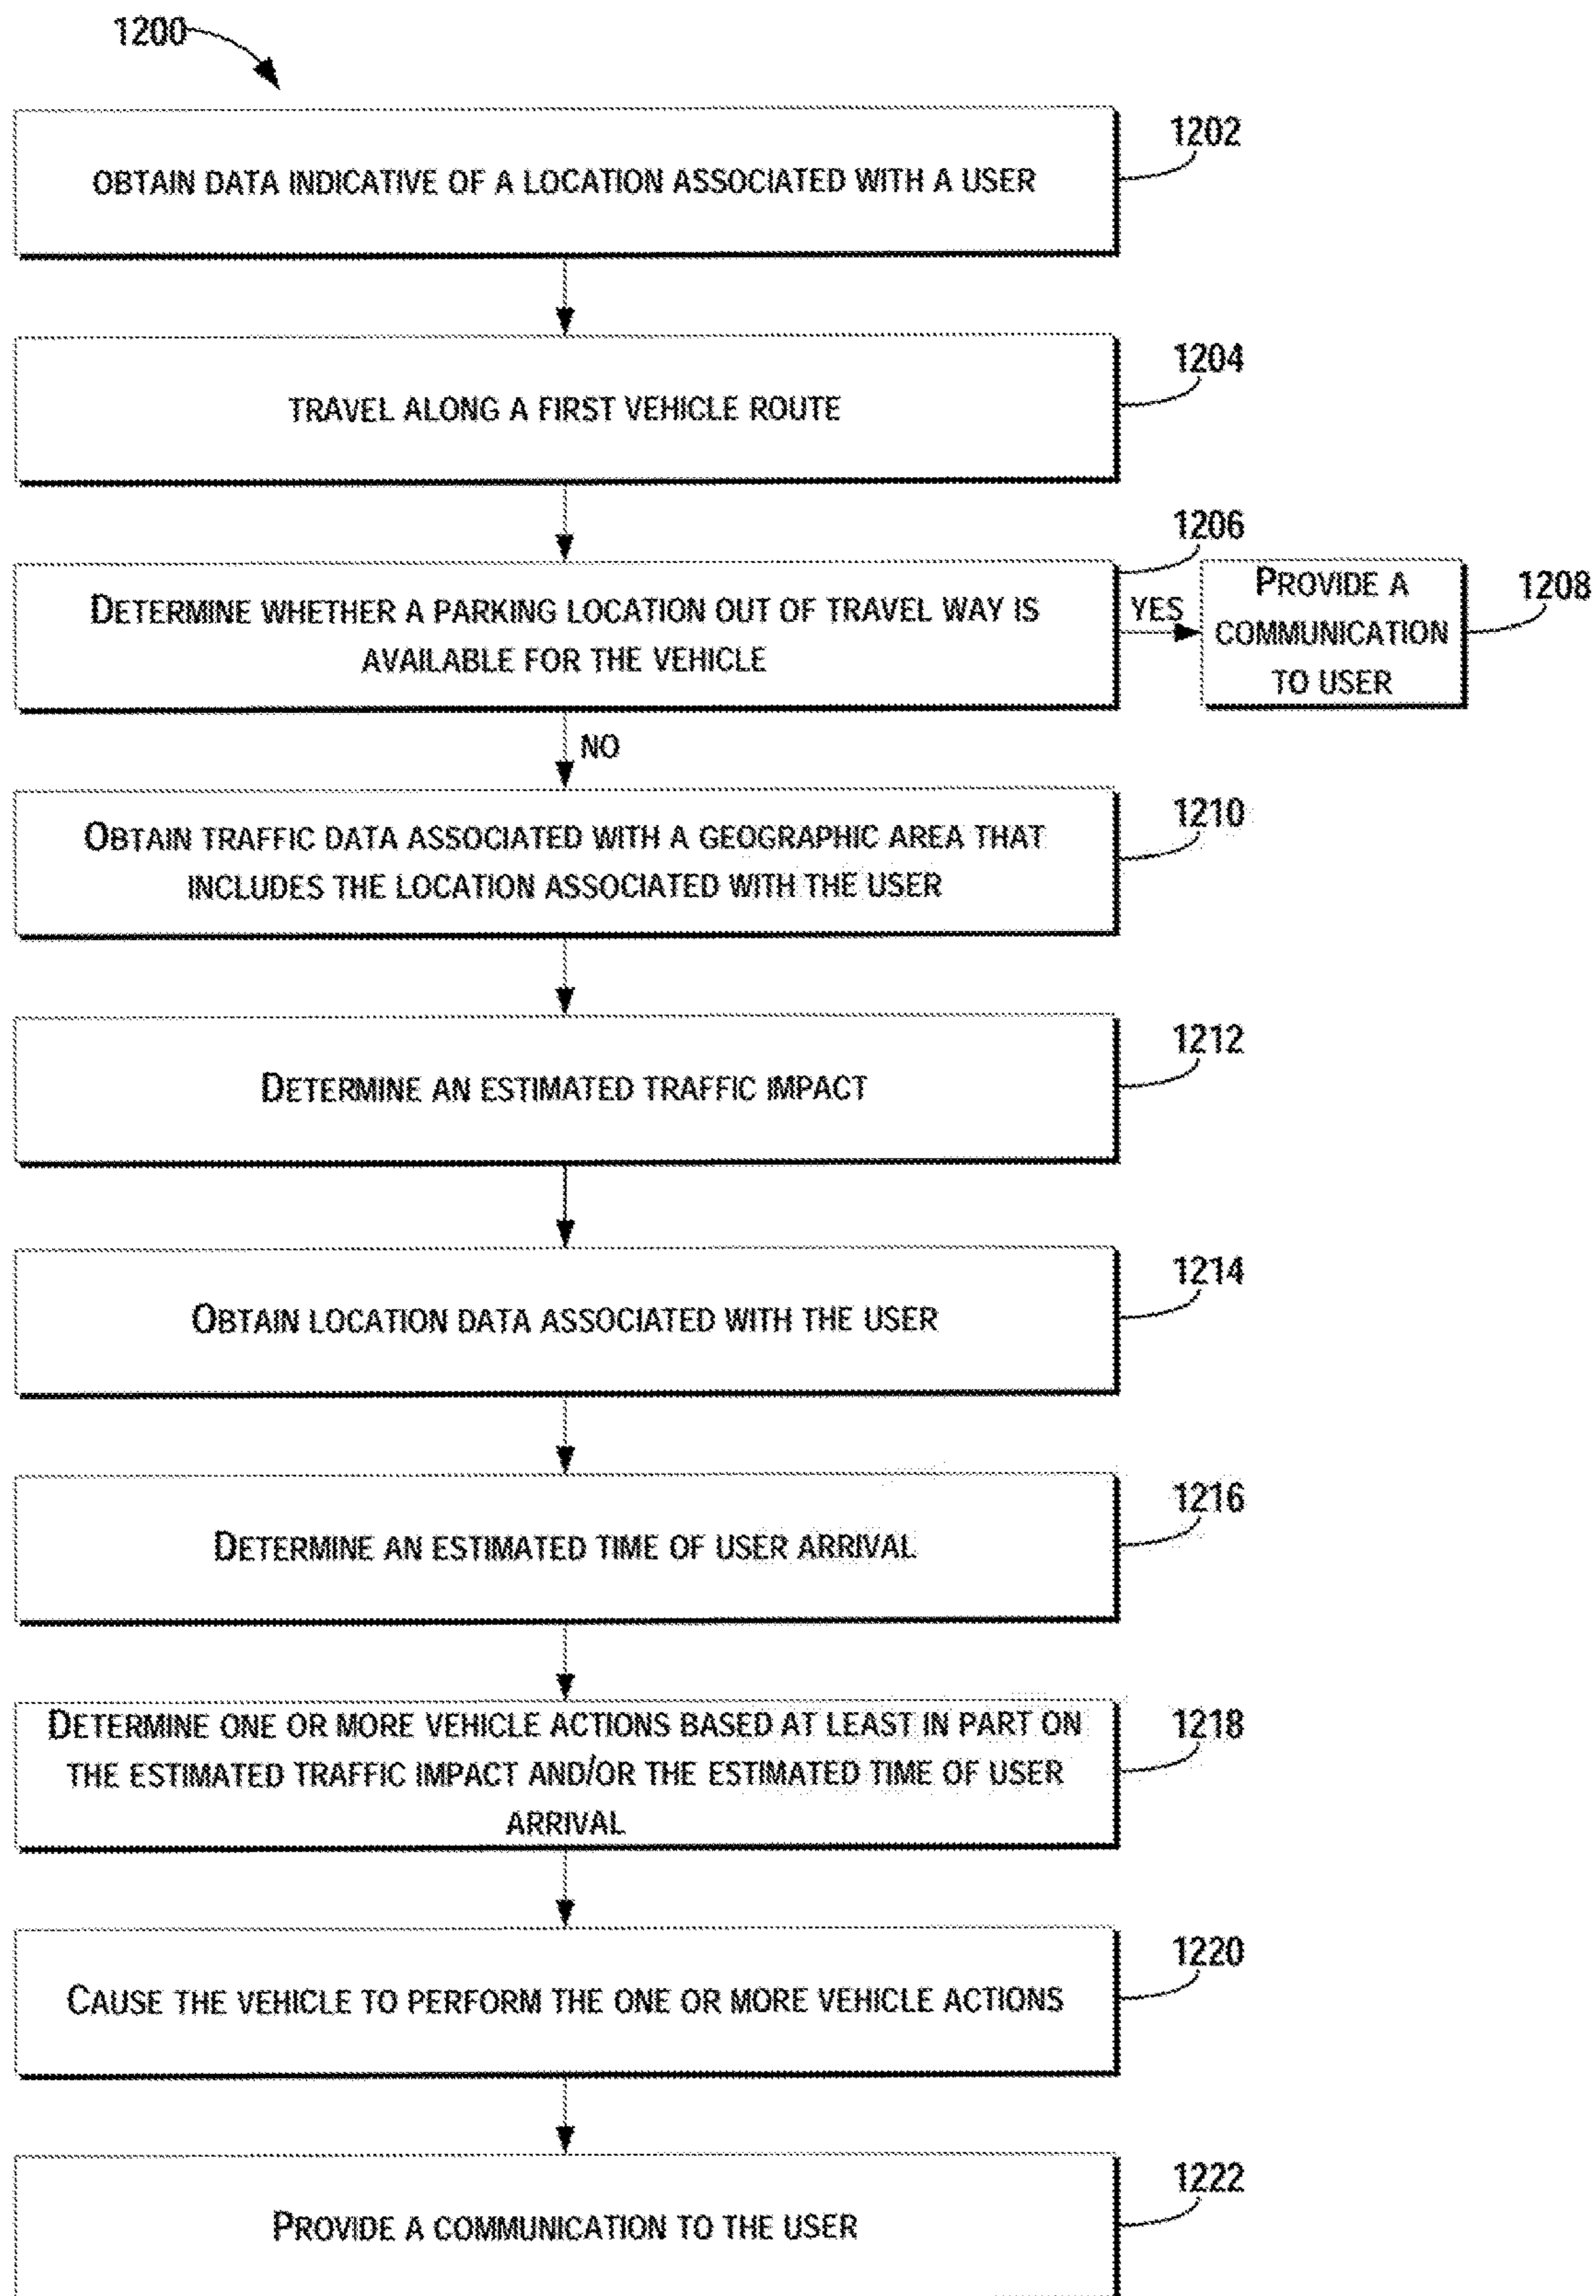 1200
OBTAIN DATA INDICATIVE OF A LOCATION ASSOCIATED WITH A USER
1202
TRAVEL ALONG A FIRST VEHICLE ROUTE
1204
DETERMINE WHETHER A PARKING LOCATION OUT OF TRAVEL WAY IS
AVAILABLE FOR THE VEHICLE
1206
YES
PROVIDE A
COMMUNICATION
TO USER
1208
NO
OBTAIN TRAFFIC DATA ASSOCIATED WITH A GEOGRAPHIC AREA THAT
INCLUDES THE LOCATION ASSOCIATED WITH THE USER
1210
DETERMINE AN ESTIMATED TRAFFIC IMPACT
1212
OBTAIN LOCATION DATA ASSOCIATED WITH THE USER
1214
DETERMINE AN ESTIMATED TIME OF USER ARRIVAL
1216
DETERMINE ONE OR MORE VEHICLE ACTIONS BASED AT LEAST IN PART ON
THE ESTIMATED TRAFFIC IMPACT AND/OR THE ESTIMATED TIME OF USER
ARRIVAL
1218
CAUSE THE VEHICLE TO PERFORM THE ONE OR MORE VEHICLE ACTIONS
1220
PROVIDE A COMMUNICATION TO THE USER
1222